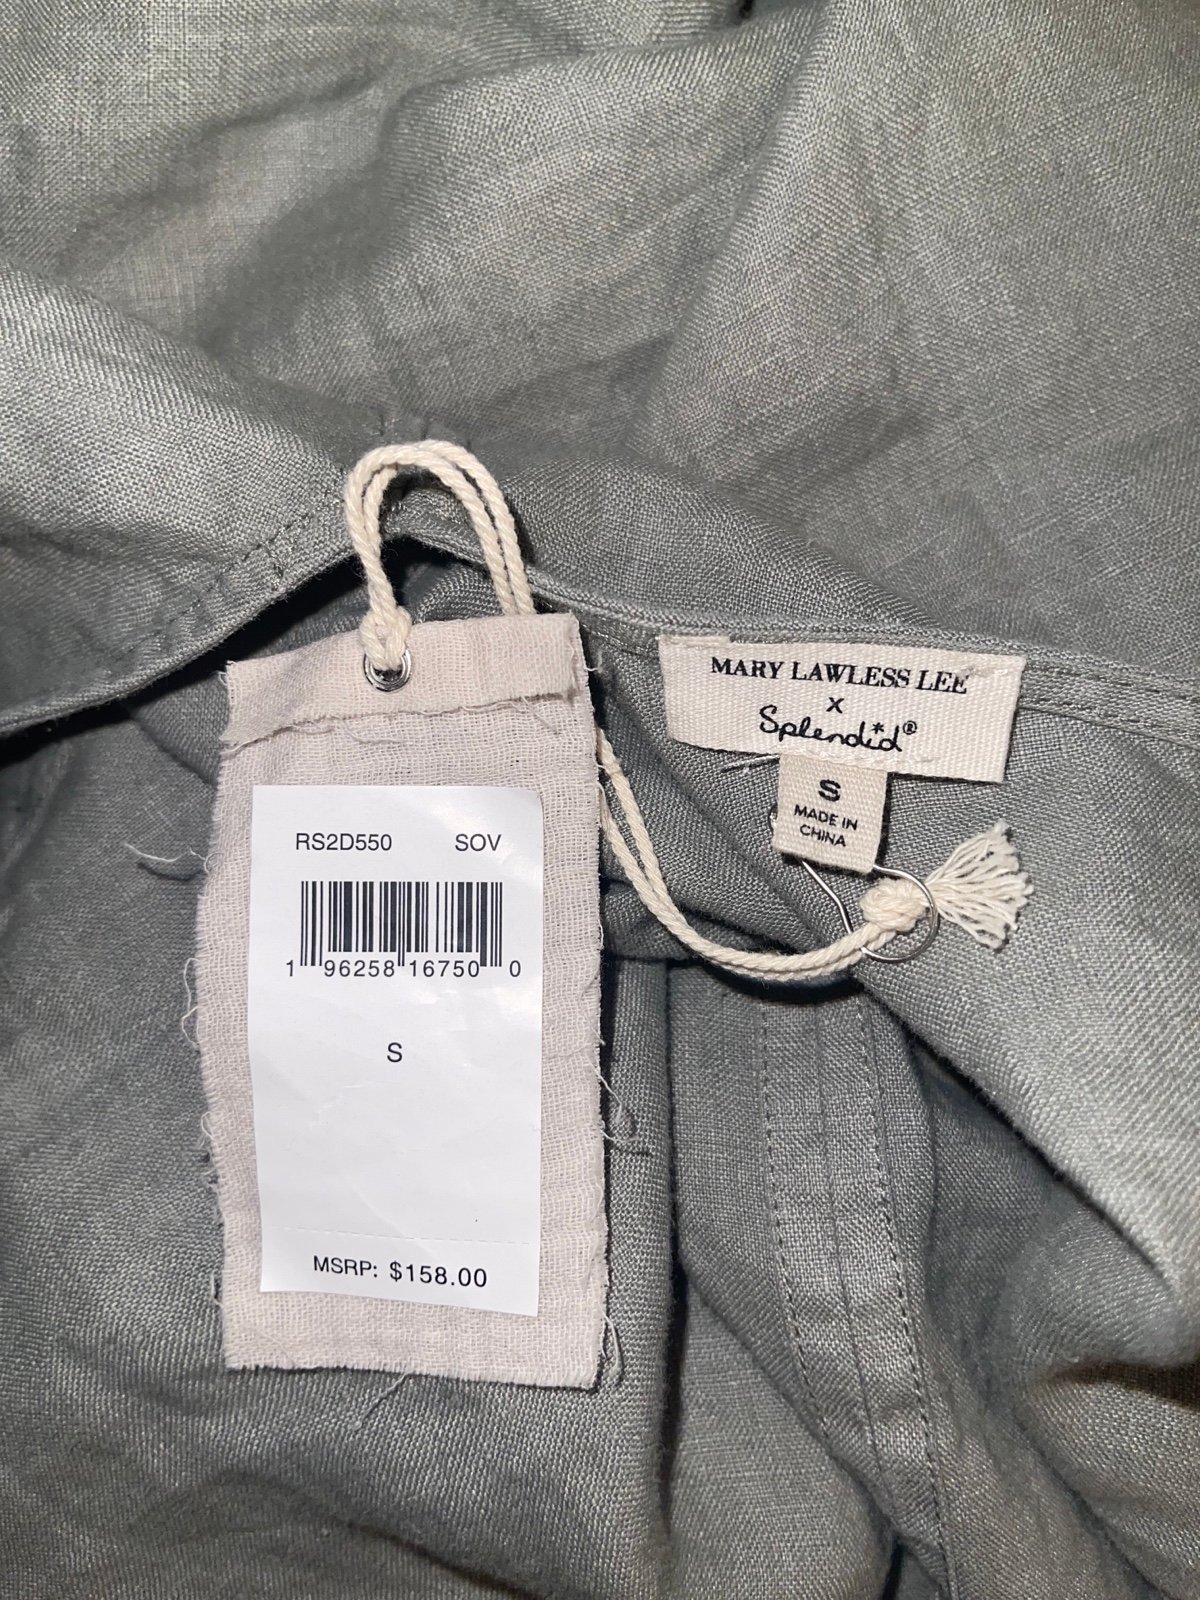 MARY LAWLESS LEE
x
Splendid®
S
MADE IN
CHINA
RS2D550 SOV
1 96258 16750 0
S
MSRP: $158.00